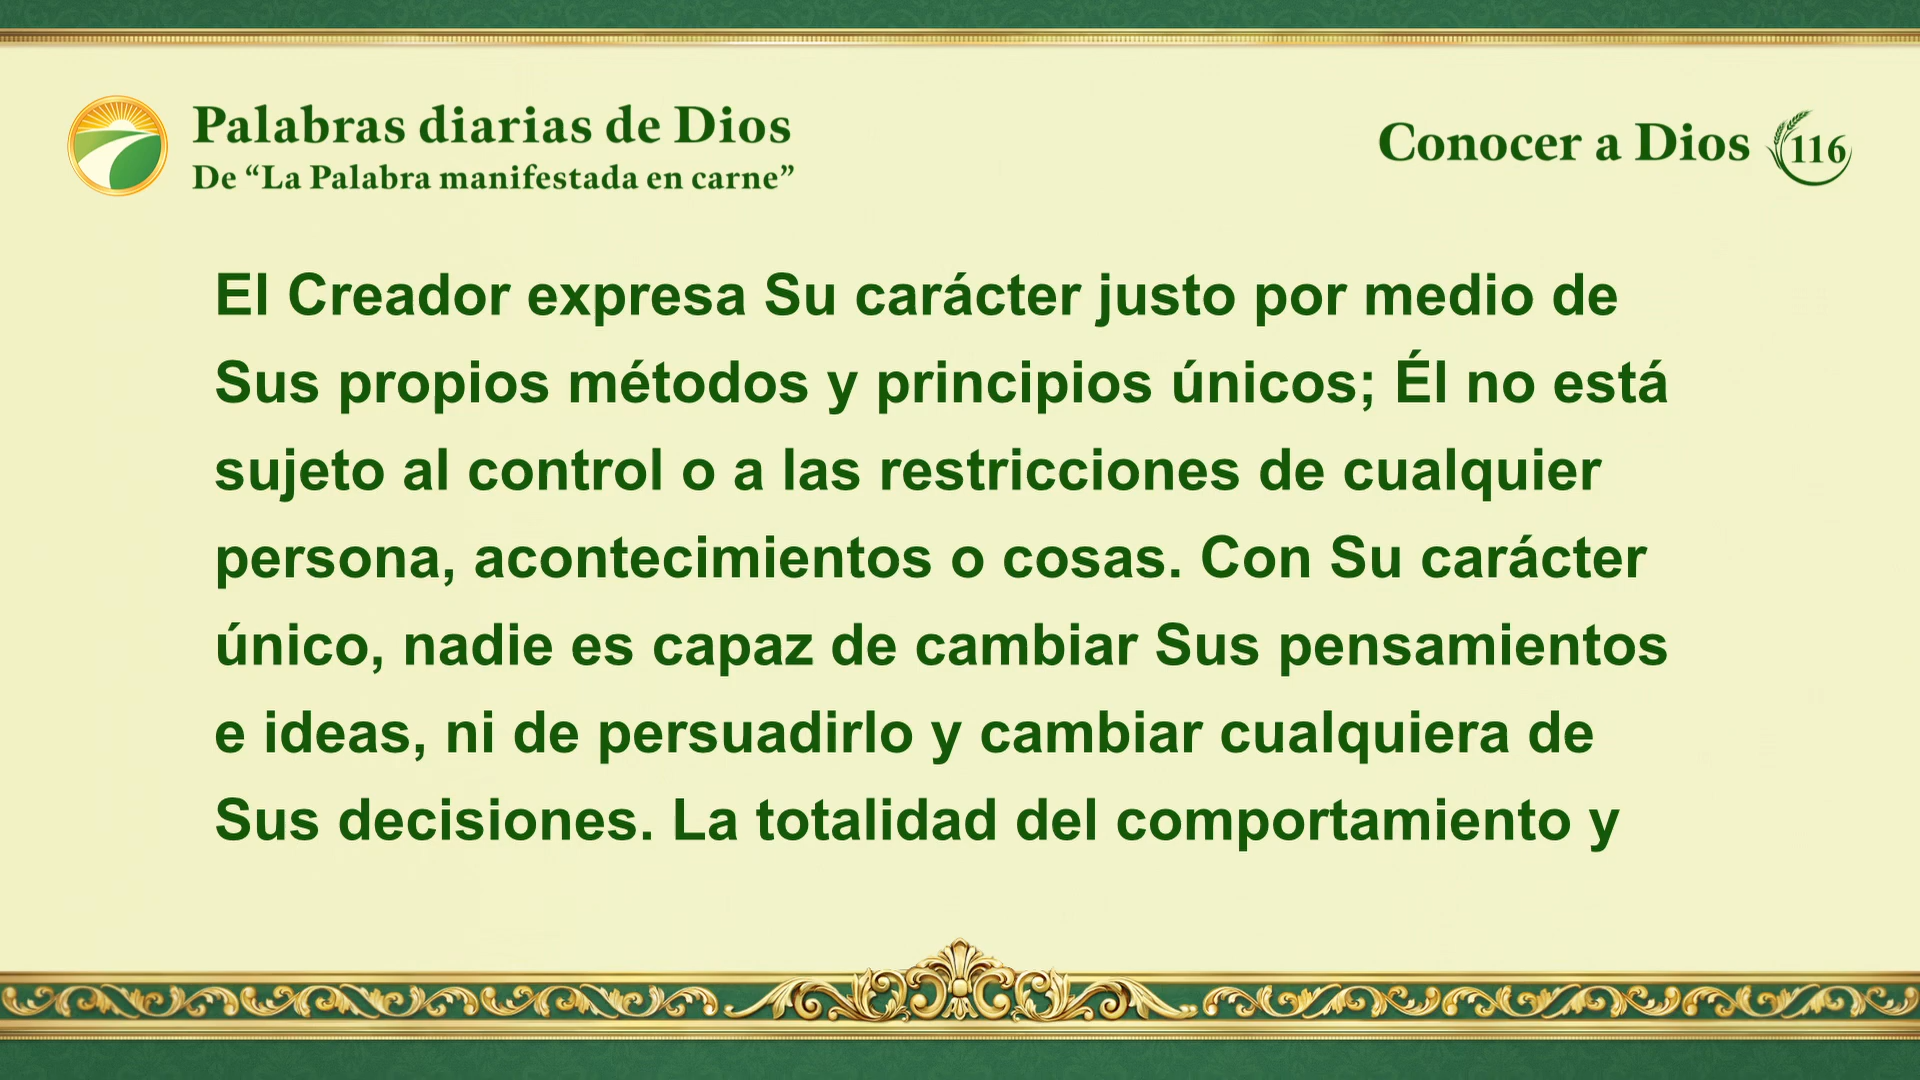 Palabras diarias de Dios
De “La Palabra manifestada en carne”
Conocer a Dios 116
El Creador expresa Su carácter justo por medio de
Sus propios métodos y principios únicos; Él no está
sujeto al control o a las restricciones de cualquier
persona, acontecimientos o cosas. Con Su carácter
único, nadie es capaz de cambiar Sus pensamientos
e ideas, ni de persuadirlo y cambiar cualquiera de
Sus decisiones. La totalidad del comportamiento y